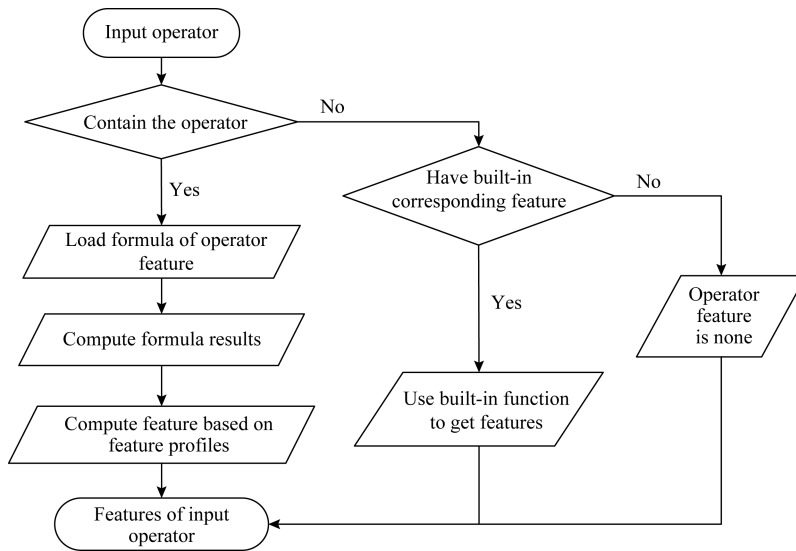 Input operator
Contain the operator
No
Yes
Have built-in
corresponding feature
No
Load formula of operator
feature
Yes
Operator
feature
is none
Compute formula results
Use built-in function
to get features
Compute feature based on
feature profiles
Features of input
operator